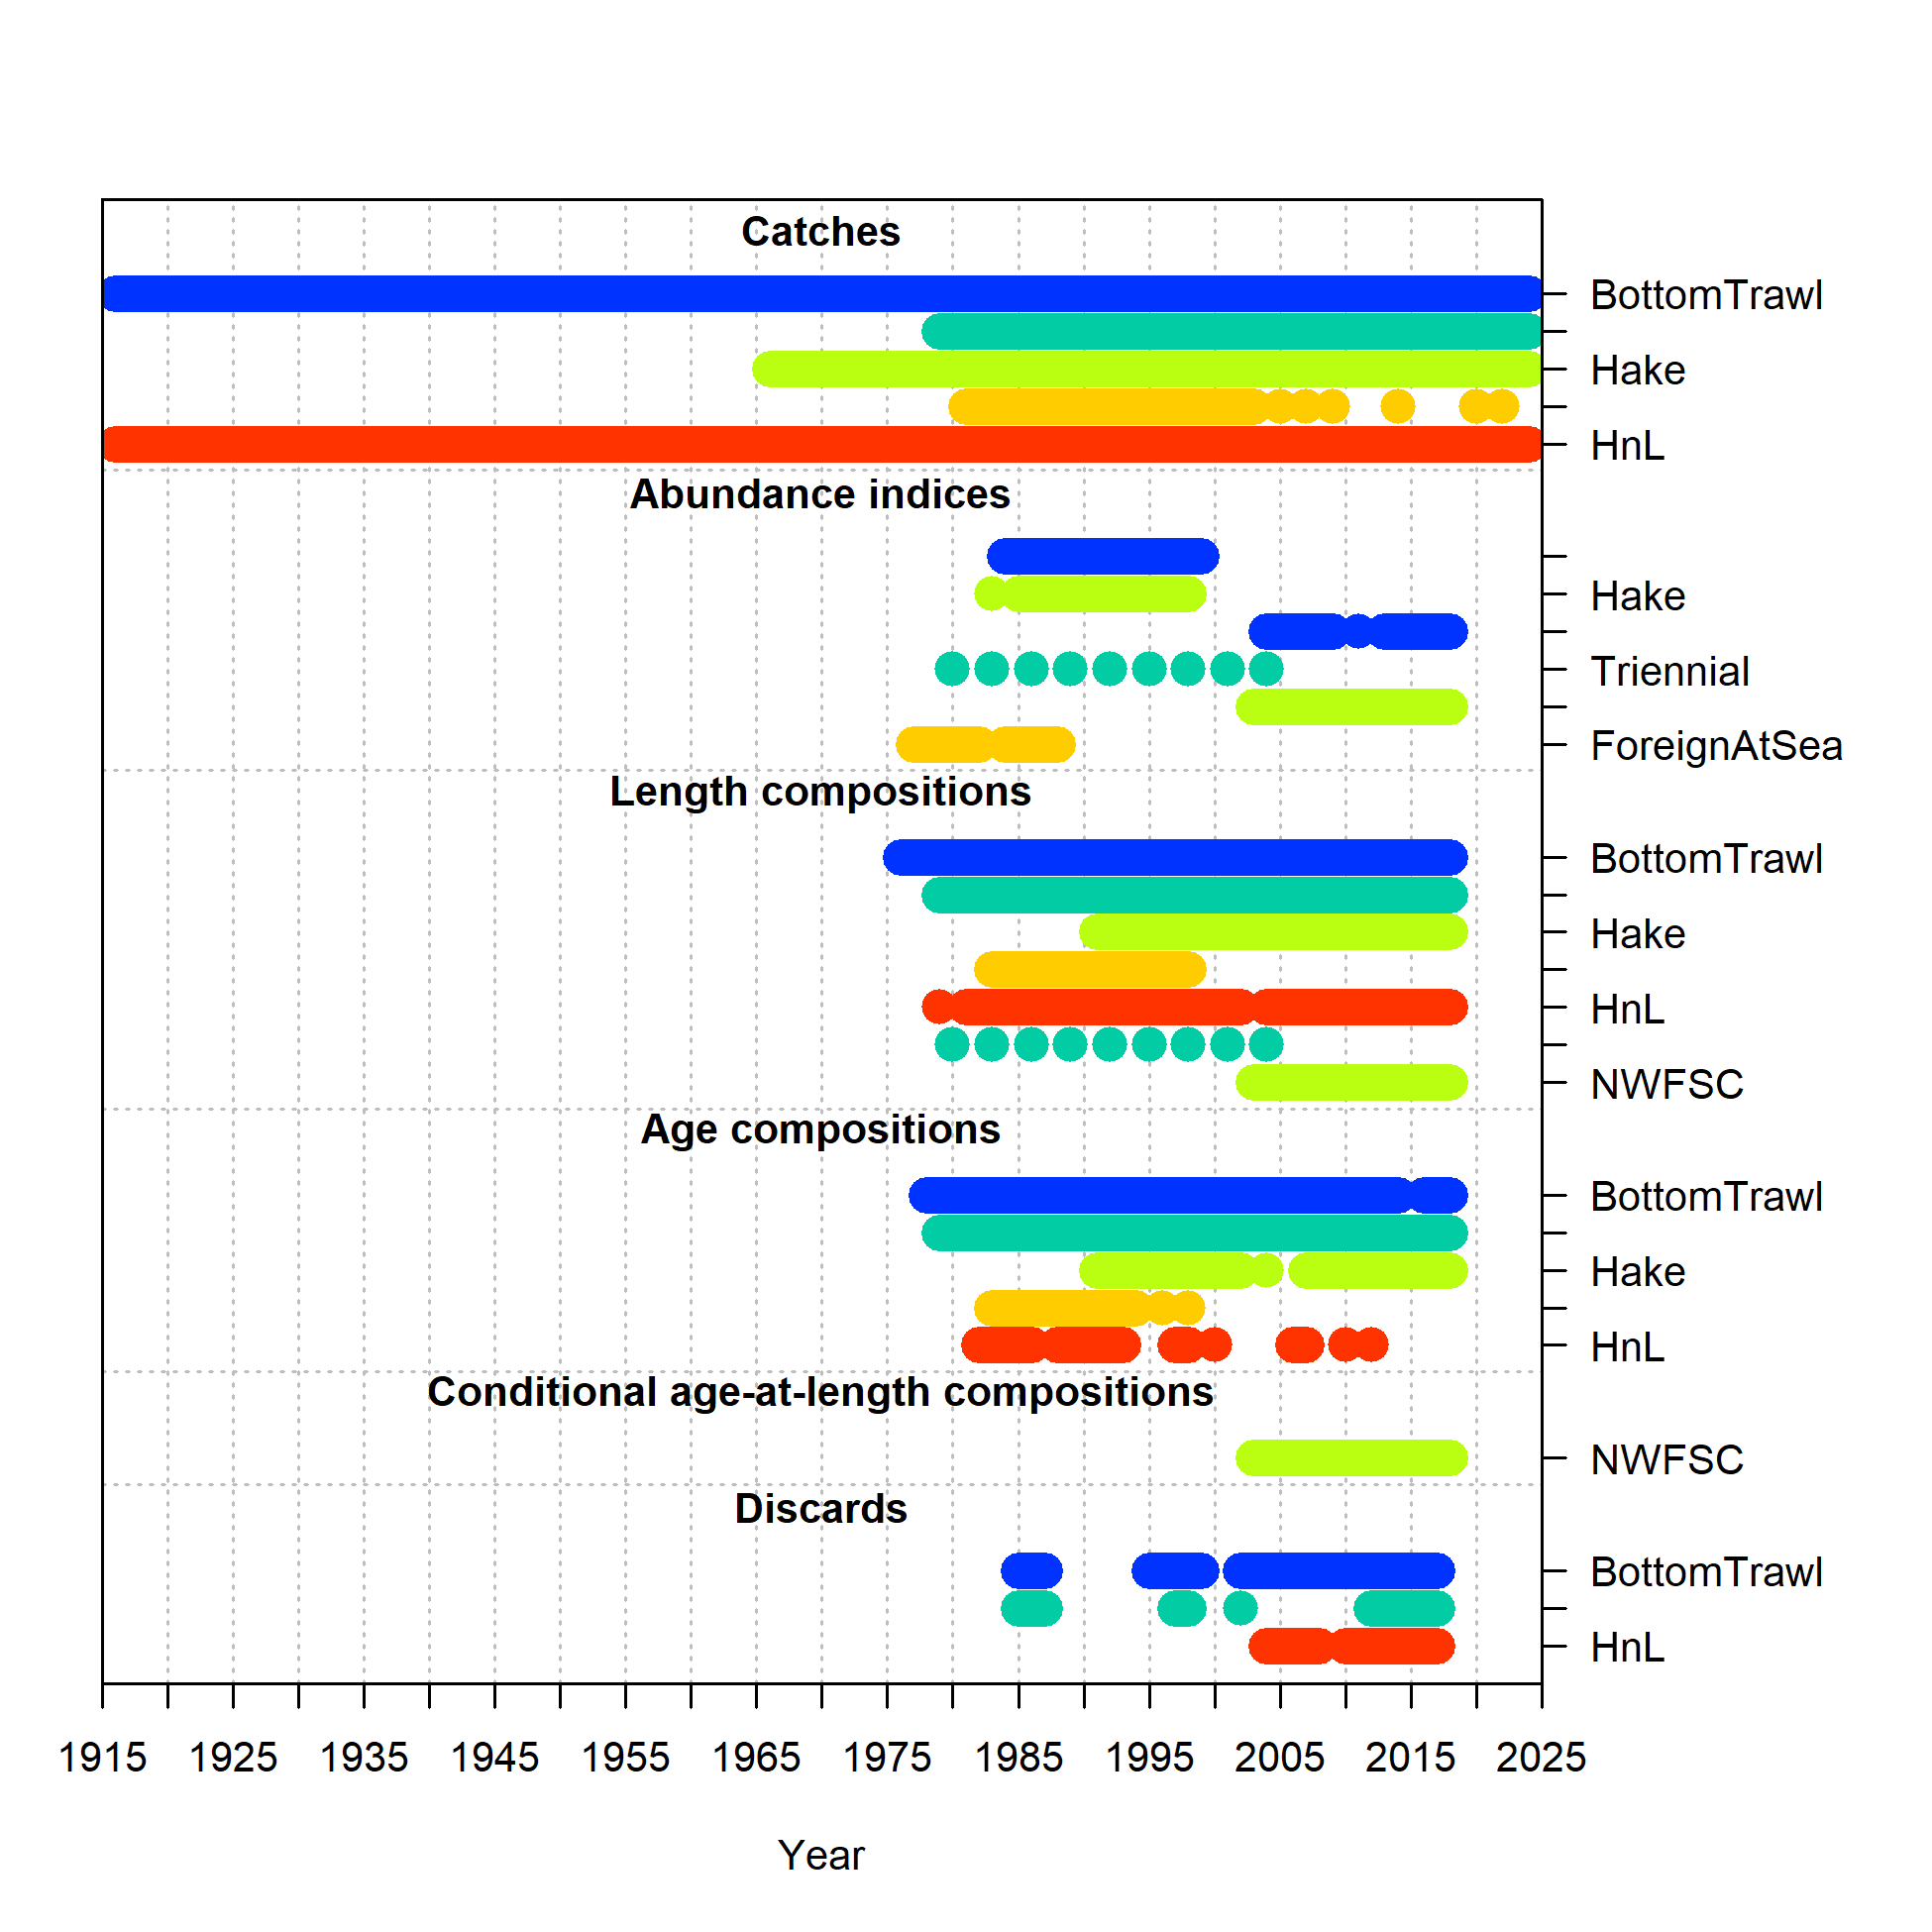 Catches
BottomTrawl
Hake
HnL
Abundance indices
Hake
Triennial
ForeignAtSea
Length compositions
BottomTrawl
Hake
HnL
NWFSC
Age compositions
BottomTrawl
Hake
HnL
Conditional age-at-length compositions
NWFSC
Discards
BottomTrawl
HnL
1915 1925 1935 1945 1955 1965 1975 1985 1995 2005 2015 2025
Year